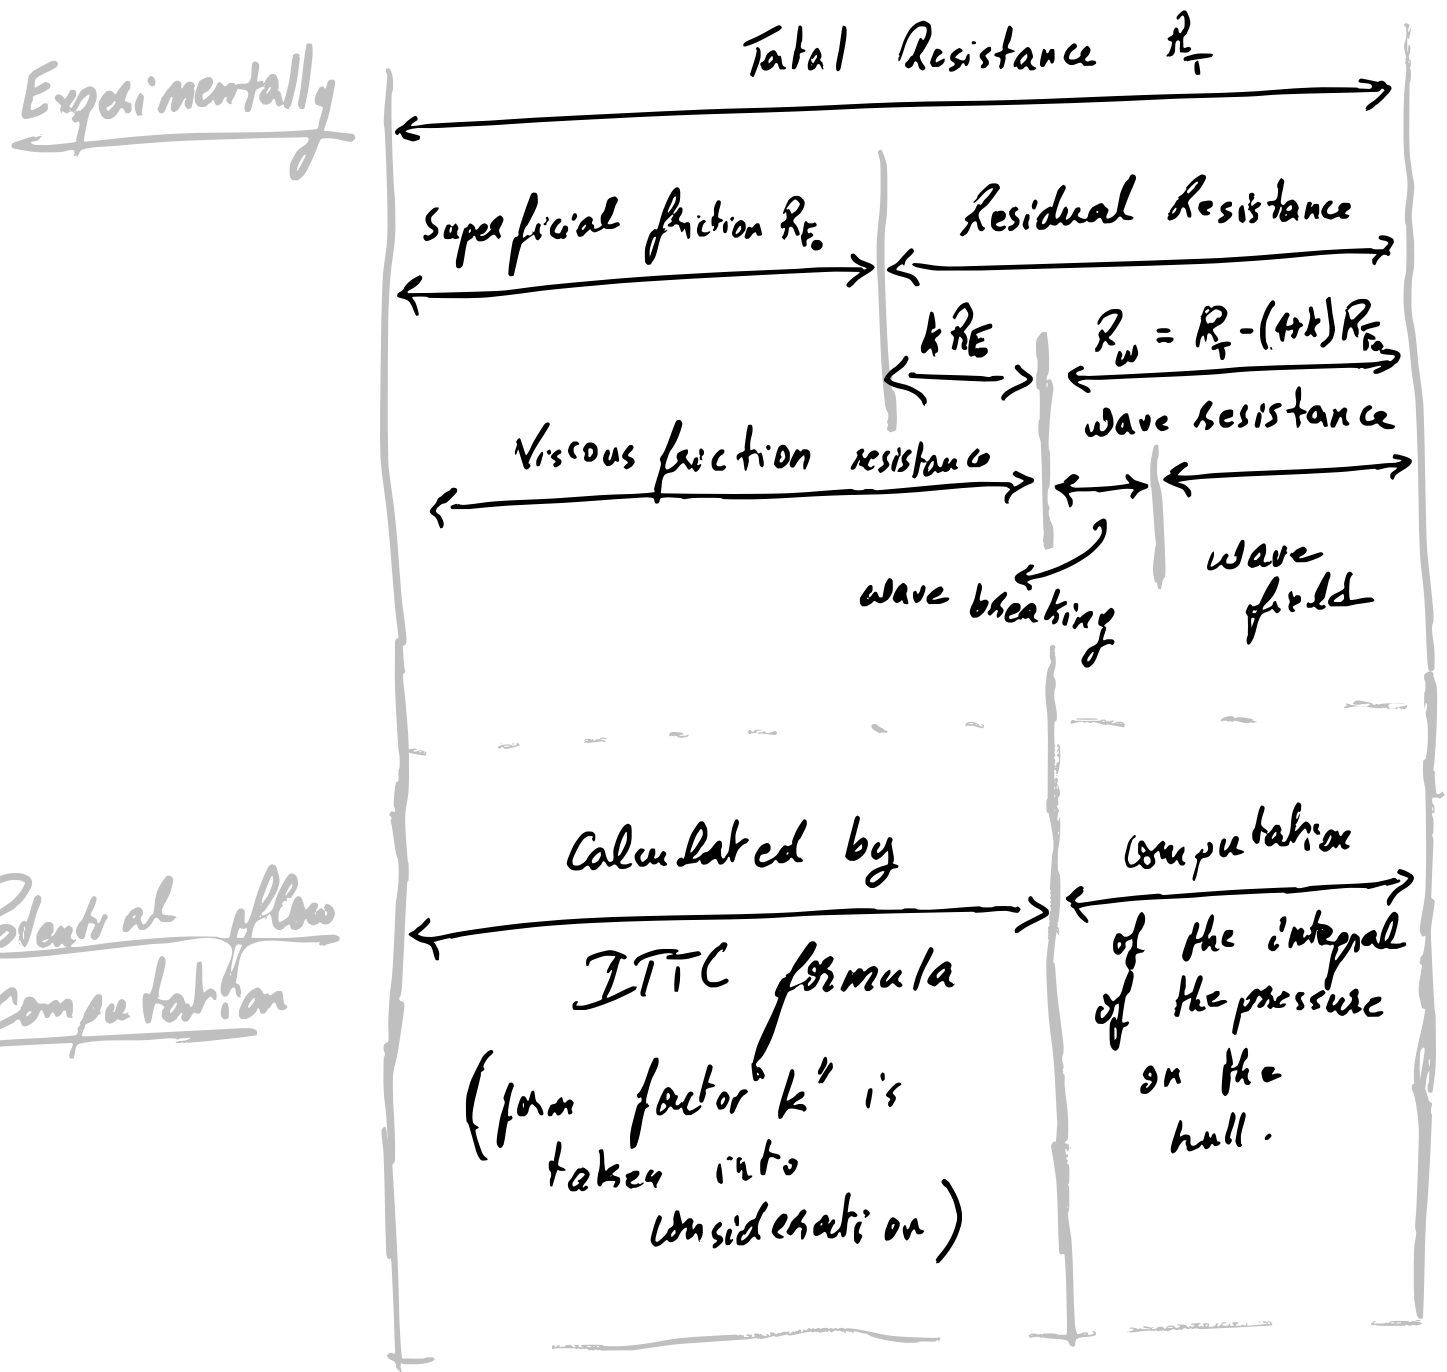 Total Resistance R_T
Experimentally
Superficial friction R_F₀
Residual Resistance
k R_F
R_w = R_T - (1+k) R_F₀
wave resistance
Viscous friction resistance
wave breaking
wave
field
Calculated by
ITTC formula
(form factor "k" is
taken into
consideration)
computation
of the integral
of the pressure
on the
hull.
Potential flow
Computation